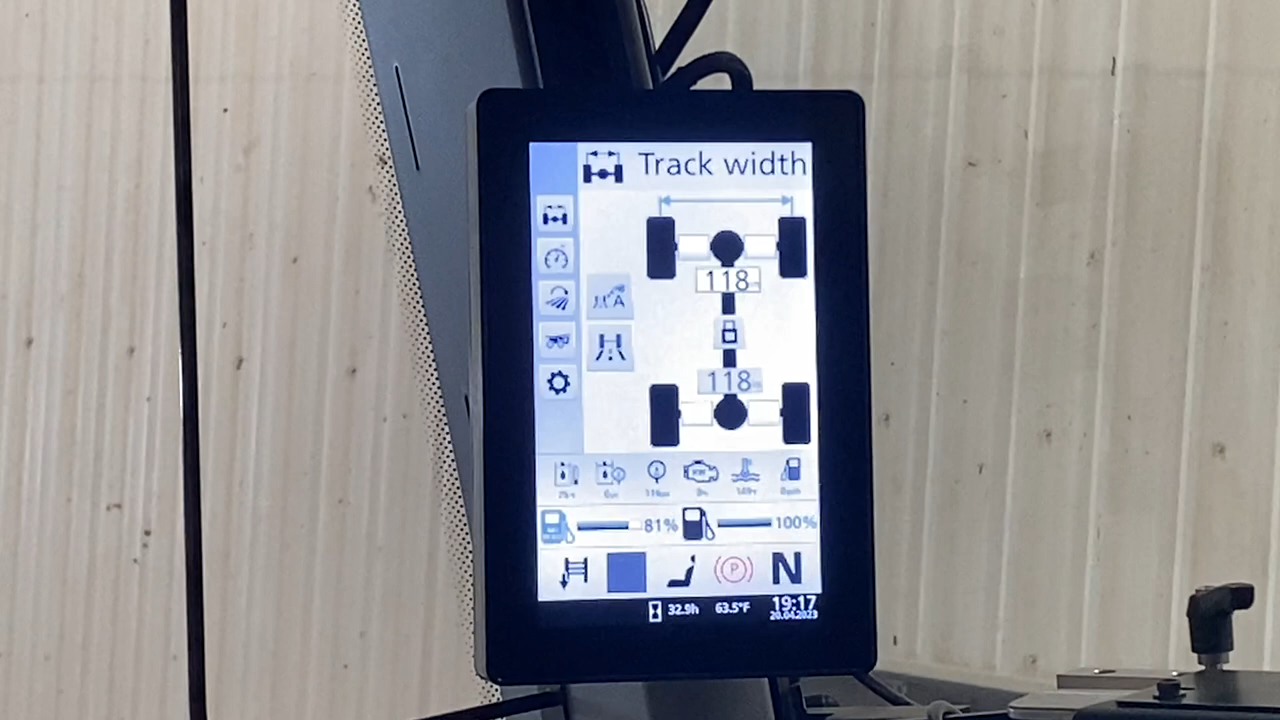 Track width
118
A
118
81% 100%
P N
32.9h 63.5°F 19:17
20.04.2023